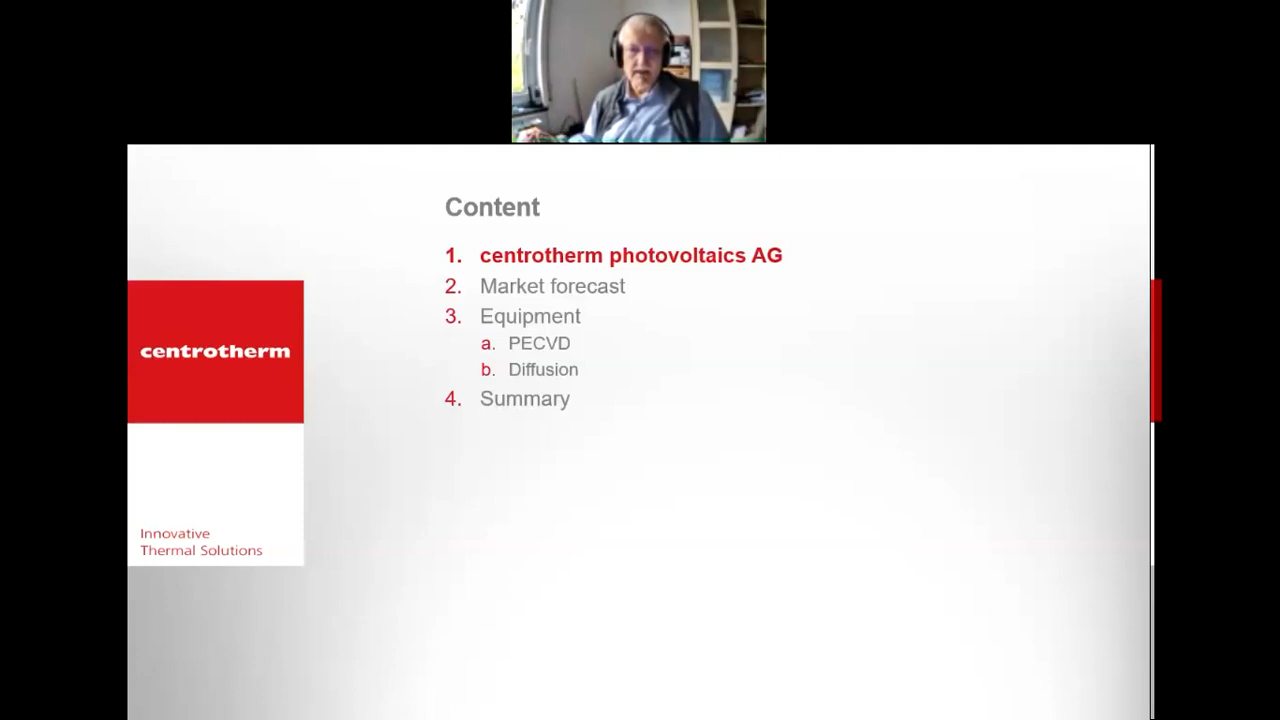 Content
1. centrotherm photovoltaics AG
2. Market forecast
3. Equipment
a. PECVD
b. Diffusion
4. Summary
centrotherm
Innovative
Thermal Solutions